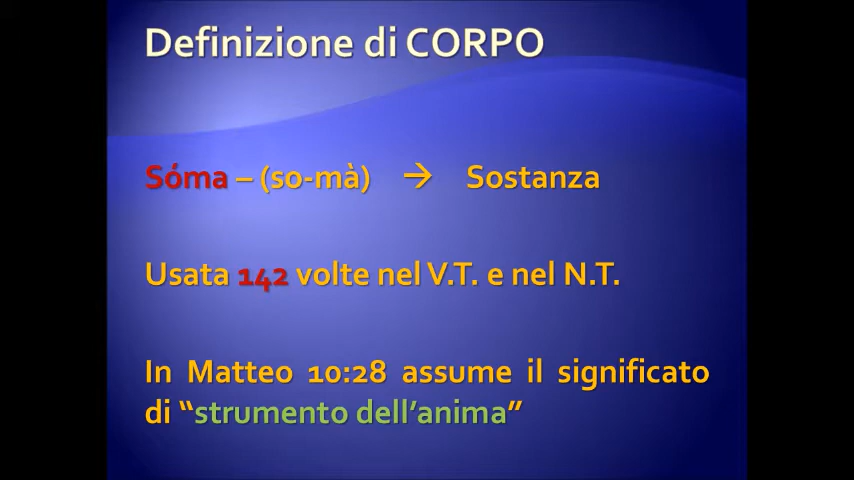 Definizione di CORPO
Sóma – (so-mà) → Sostanza
Usata 142 volte nel V.T. e nel N.T.
In Matteo 10:28 assume il significato
di “strumento dell’anima”